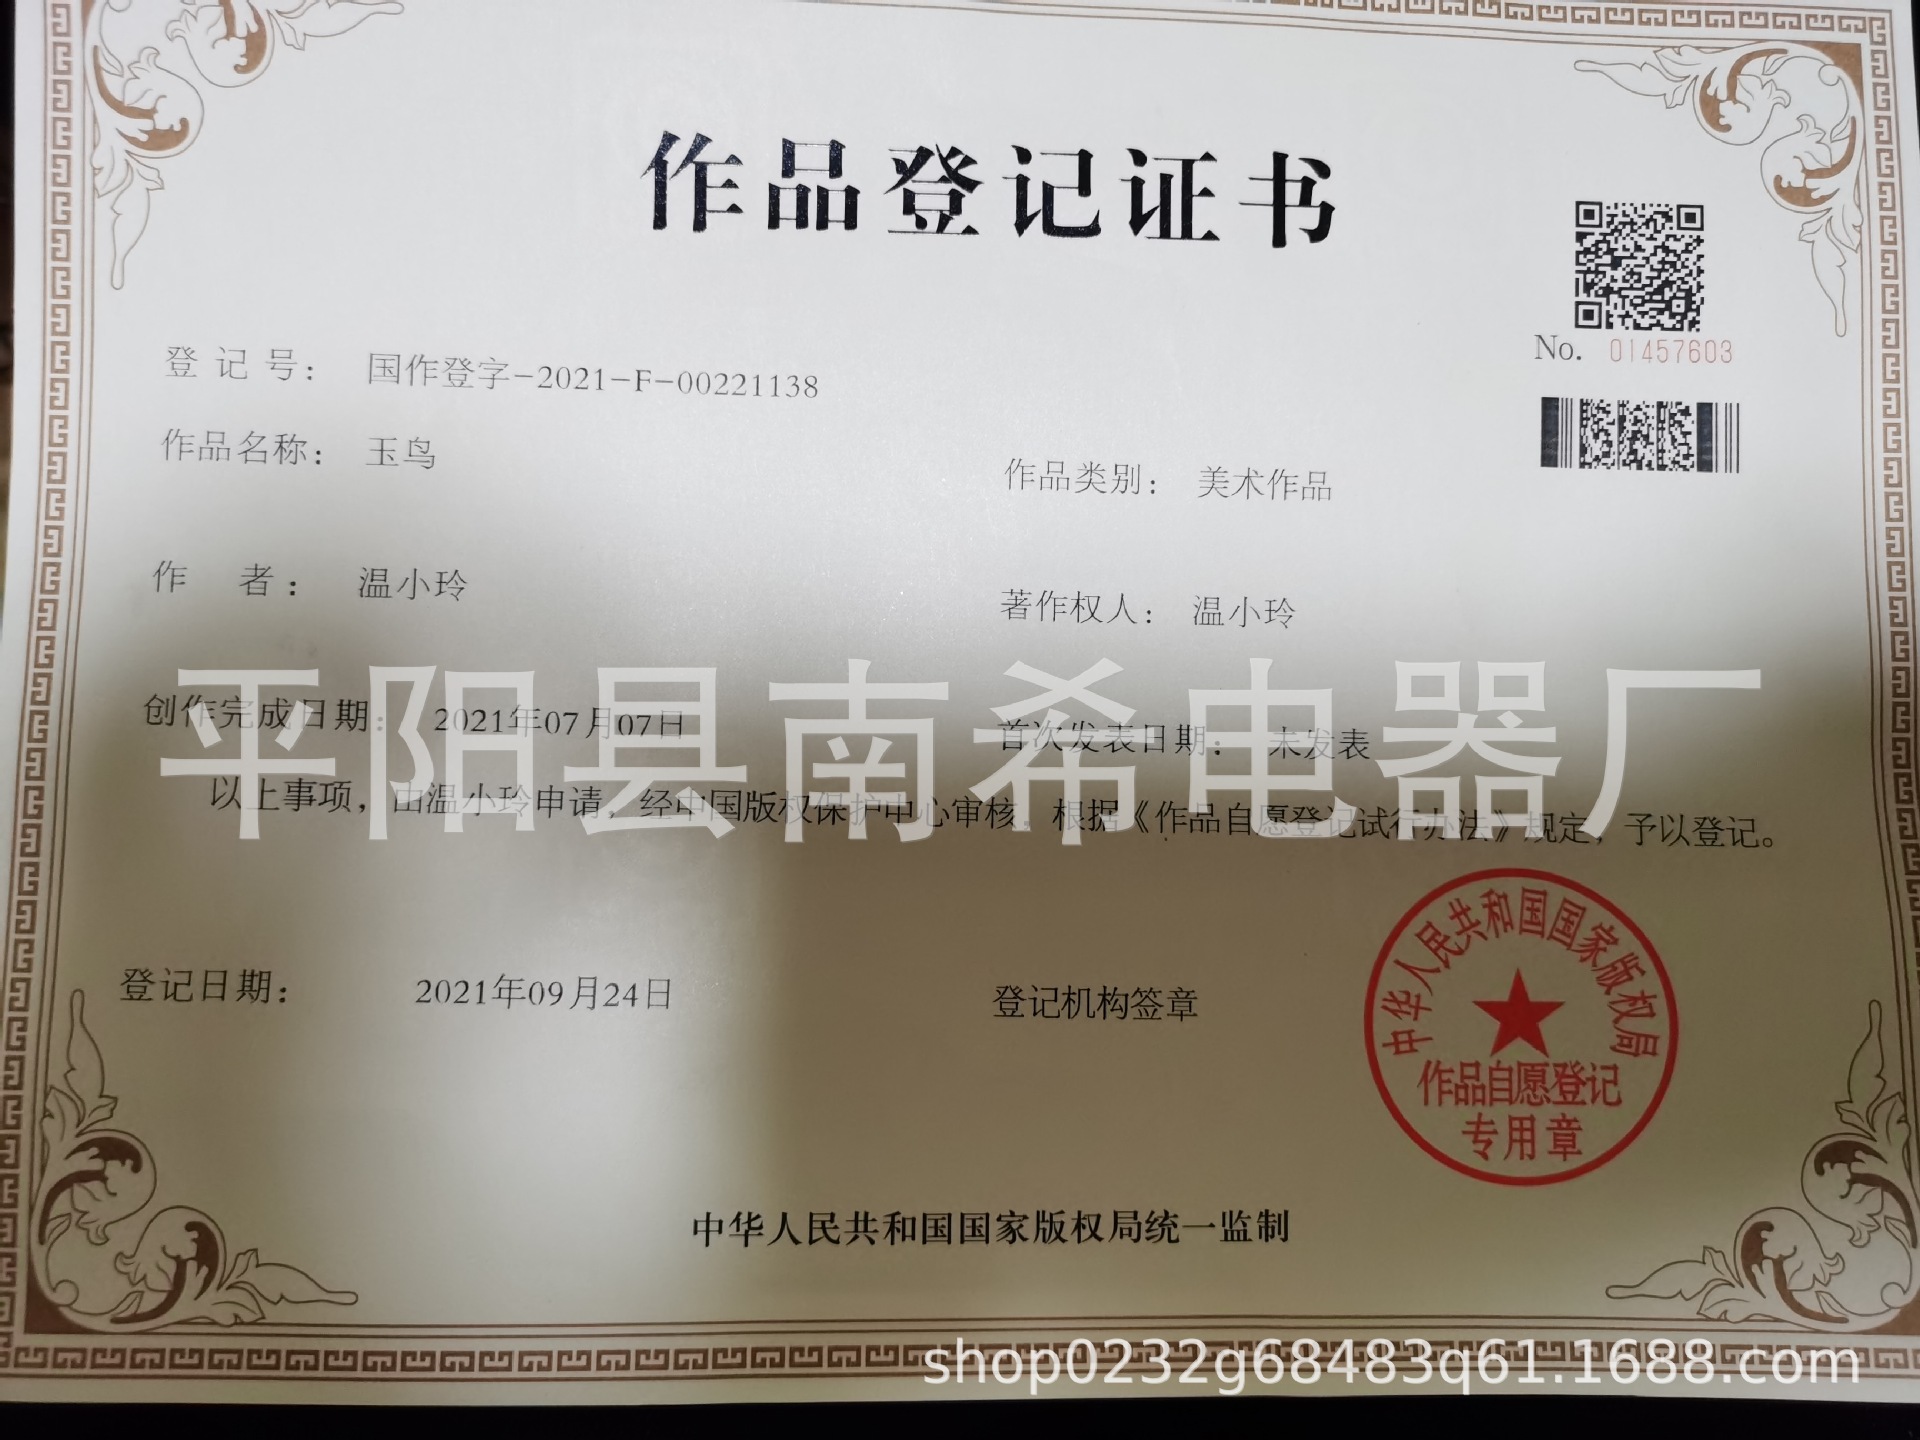 作品登记证书
No. 01457603
登 记 号： 国作登字-2021-F-00221138
作品名称： 玉鸟
作品类别： 美术作品
作 者： 温小玲
著作权人： 温小玲
创作完成日期： 2021年07月07日
首次发表日期： 未发表
平阳县南希电器厂
以上事项，由温小玲申请，经中国版权保护中心审核，根据《作品自愿登记试行办法》规定，予以登记。
登记日期： 2021年09月24日
登记机构签章
中华人民共和国国家版权局
作品自愿登记
专用章
中华人民共和国国家版权局统一监制
shop0232g68483q61.1688.com